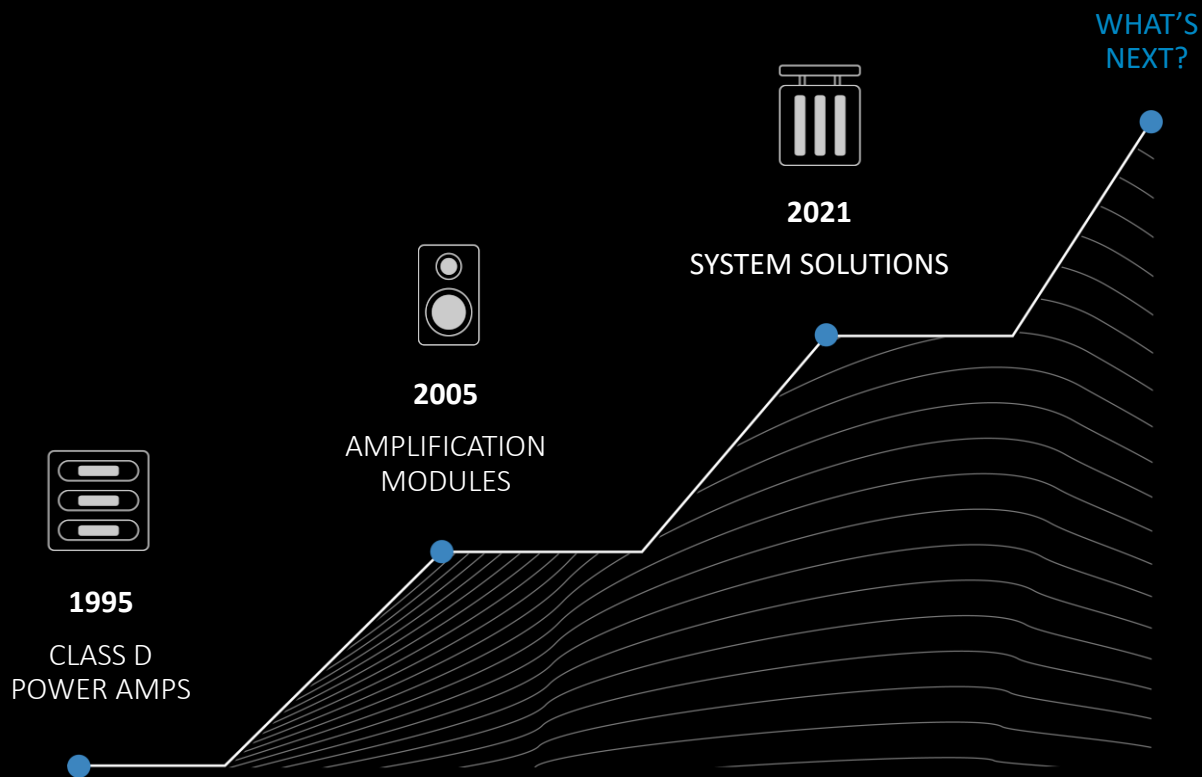 WHAT'S
NEXT?
2021
SYSTEM SOLUTIONS
2005
AMPLIFICATION
MODULES
1995
CLASS D
POWER AMPS